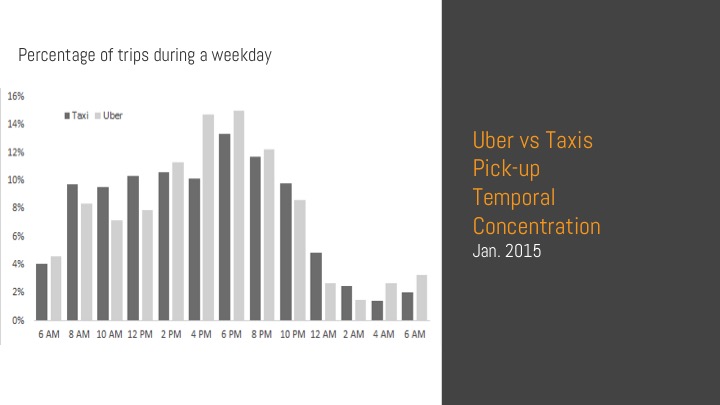 Percentage of trips during a weekday
16%
Taxi Uber
14%
12%
10%
8%
6%
4%
2%
0%
6 AM 8 AM 10 AM 12 PM 2 PM 4 PM 6 PM 8 PM 10 PM 12 AM 2 AM 4 AM 6 AM
Uber vs Taxis
Pick-up
Temporal
Concentration
Jan. 2015